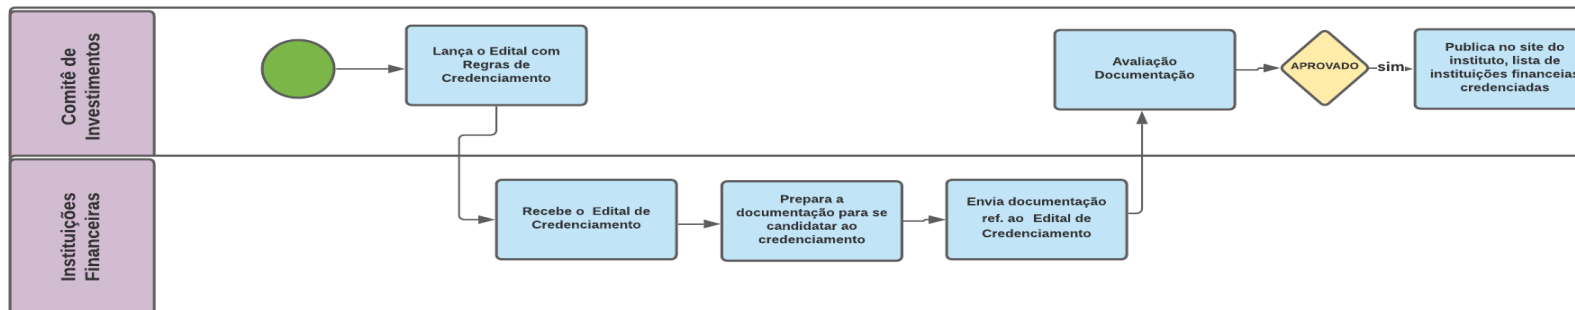 Comitê de
Investimentos
Lança o Edital com
Regras de
Credenciamento
Avaliação
Documentação
APROVADO
sim
Publica no site do
instituto, lista de
instituições financeias
credenciadas
Instituições
Financeiras
Recebe o Edital de
Credenciamento
Prepara a
documentação para se
candidatar ao
credenciamento
Envia documentação
ref. ao Edital de
Credenciamento